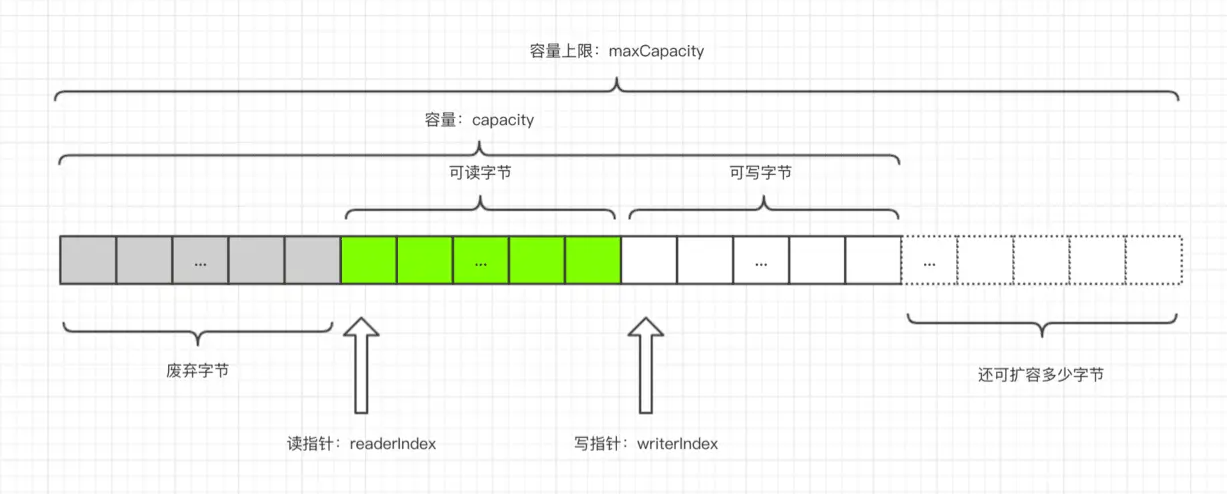 容量上限：maxCapacity
容量：capacity
可读字节
可写字节
...
...
...
...
废弃字节
还可扩容多少字节
读指针：readerIndex
写指针：writerIndex